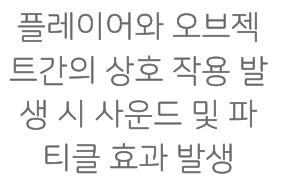 플레이어와 오브젝
트간의 상호 작용 발
생 시 사운드 및 파
티클 효과 발생